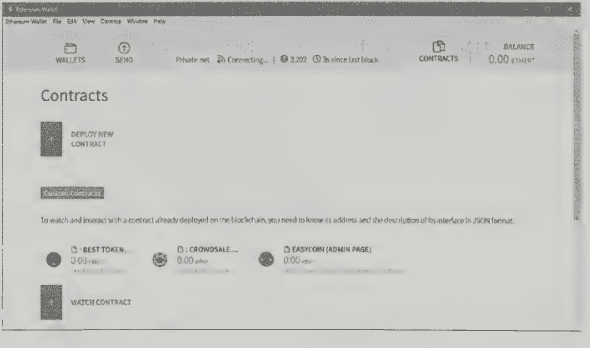 Ethereum Wallet
Ethereum Wallet File Edit View Develop Window Help
WALLETS
SEND
Private net Connecting... | 3,202 3s since last block
CONTRACTS
BALANCE
0.00 ETHER*
Contracts
DEPLOY NEW
CONTRACT
CUSTOM CONTRACTS
To watch and interact with a contract already deployed on the blockchain, you need to know its address and the description of its interface in JSON format.
: BEST TOKEN...
0.00 ether
: CROWDSALE...
0.00 ether
EASYCOIN (ADMIN PAGE)
0.00 ether
WATCH CONTRACT